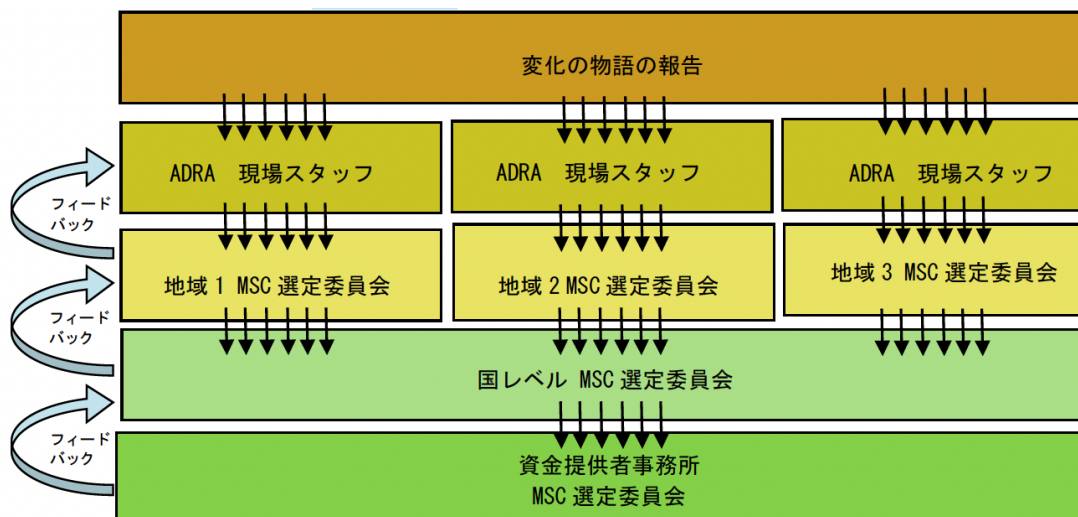 変化の物語の報告
ADRA　現場スタッフ
ADRA　現場スタッフ
ADRA　現場スタッフ
フィード
バック
地域1 MSC 選定委員会
地域2 MSC 選定委員会
地域3 MSC 選定委員会
フィード
バック
国レベル MSC 選定委員会
フィード
バック
資金提供者事務所
MSC 選定委員会